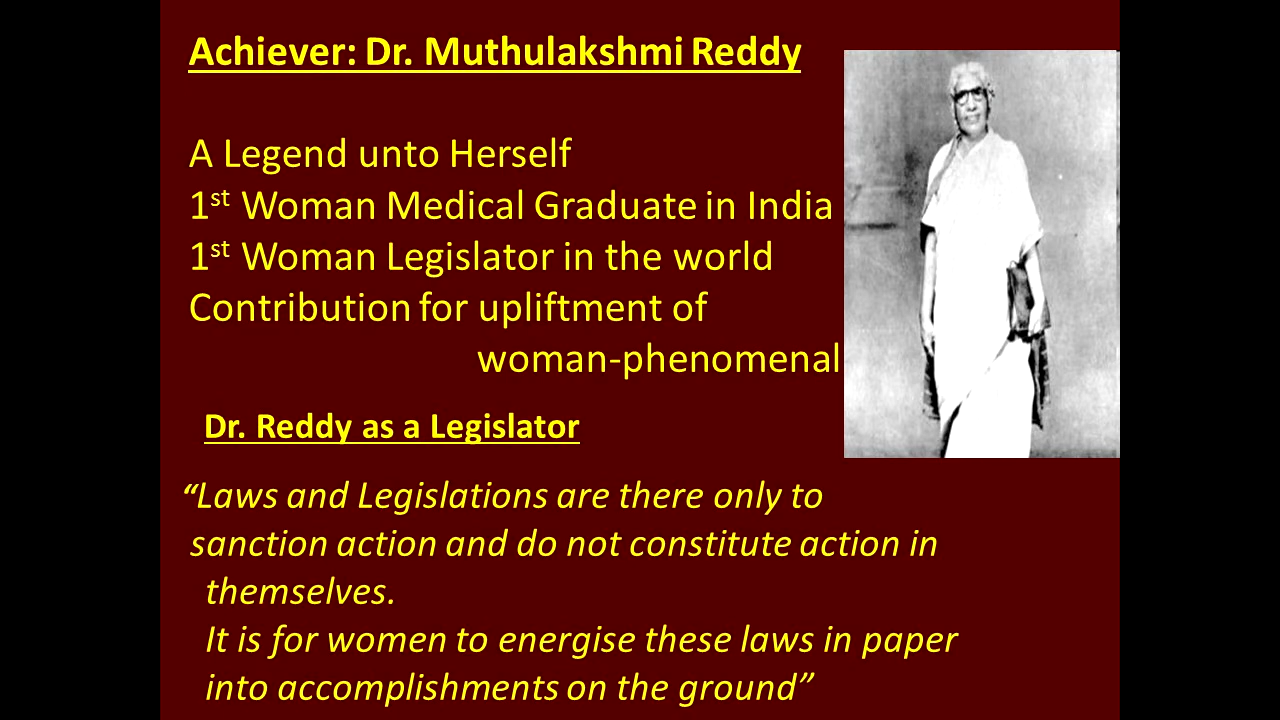 Achiever: Dr. Muthulakshmi Reddy
A Legend unto Herself
1st Woman Medical Graduate in India
1st Woman Legislator in the world
Contribution for upliftment of
woman-phenomenal
Dr. Reddy as a Legislator
“Laws and Legislations are there only to
sanction action and do not constitute action in
themselves.
It is for women to energise these laws in paper
into accomplishments on the ground”